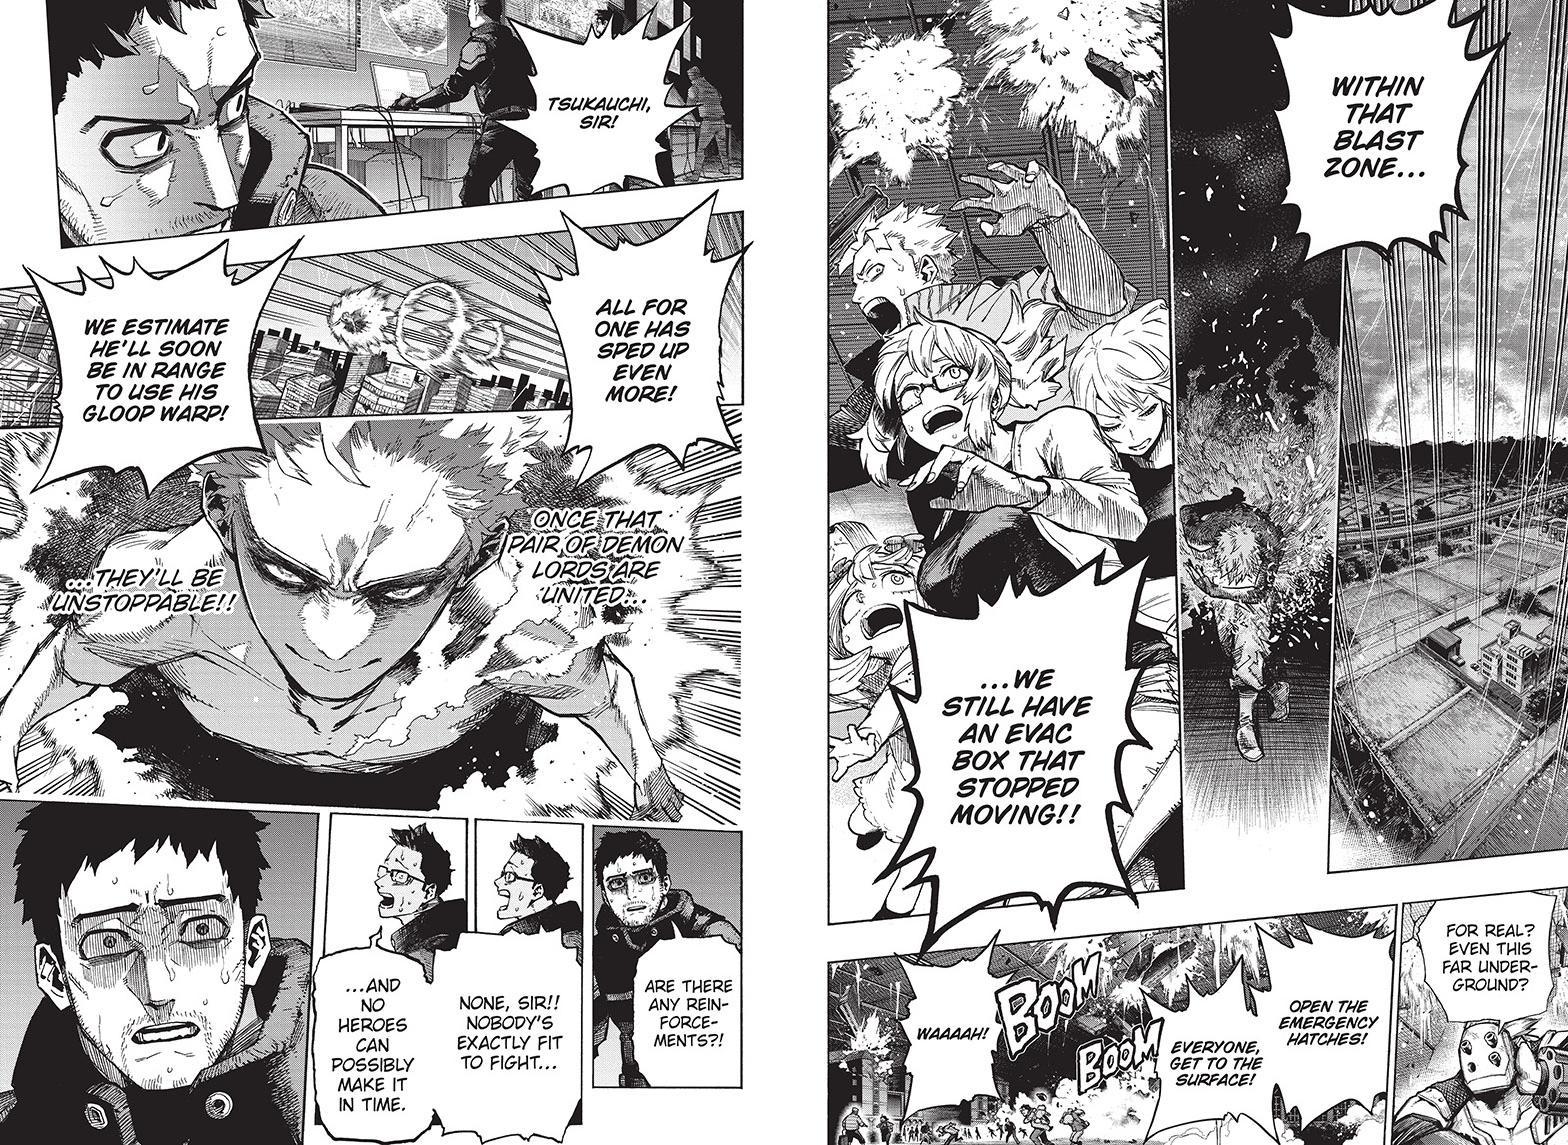 WITHIN
THAT
BLAST
ZONE...
...WE
STILL HAVE
AN EVAC
BOX THAT
STOPPED
MOVING!!
FOR REAL?
EVEN THIS
FAR UNDER-
GROUND?
OPEN THE
EMERGENCY
HATCHES!
EVERYONE,
GET TO THE
SURFACE!
BOOM
BOOM
WAAAAH!
TSUKAUCHI,
SIR!
ALL FOR
ONE HAS
SPED UP
EVEN
MORE!
WE ESTIMATE
HE'LL SOON
BE IN RANGE
TO USE HIS
GLOOP WARP!
ONCE THAT
PAIR OF DEMON
LORDS ARE
UNITED...
...THEY'LL BE
UNSTOPPABLE!!
ARE THERE
ANY REIN-
FORCE-
MENTS?!
NONE, SIR!!
NOBODY'S
EXACTLY FIT
TO FIGHT...
...AND
NO
HEROES
CAN
POSSIBLY
MAKE IT
IN TIME.